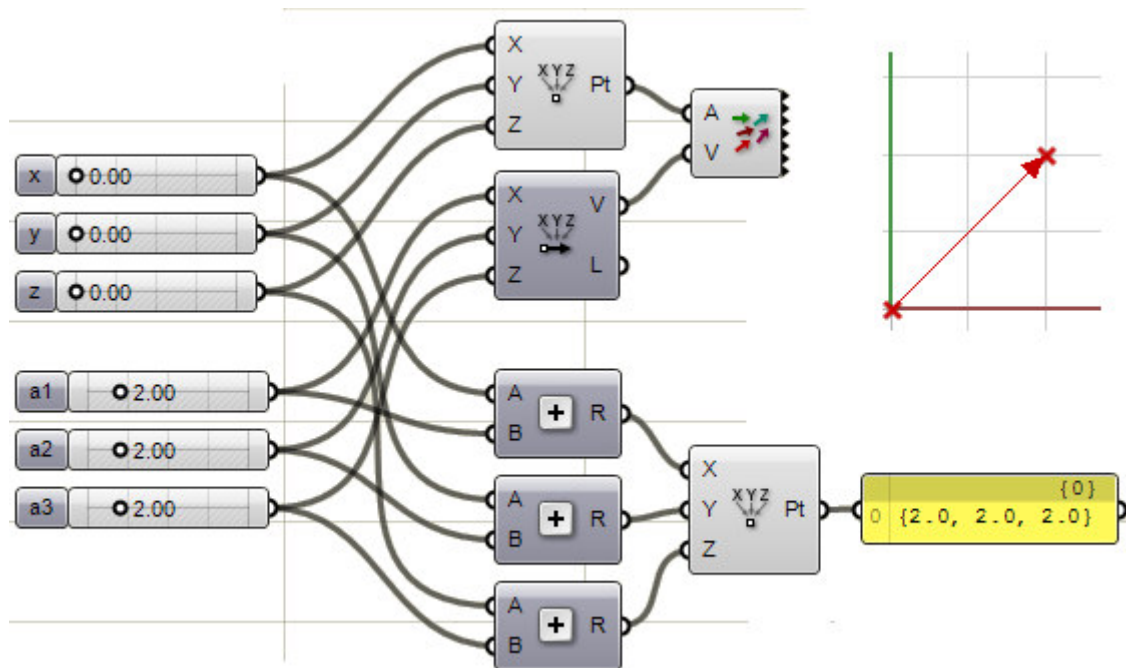 X
Y
Z
X Y Z
Pt
A
V
x
0.00
y
0.00
z
0.00
X
Y
Z
X Y Z
V
L
a1
2.00
a2
2.00
a3
2.00
A
B
R
A
B
R
A
B
R
X
Y
Z
X Y Z
Pt
{0}
0 {2.0, 2.0, 2.0}